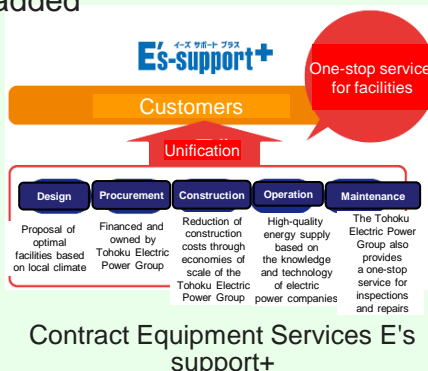 added
イーズ サポート プラス
E's-support+
One-stop service
for facilities
Customers
Unification
Design
Proposal of
optimal
facilities based
on local climate
Procurement
Financed and
owned by
Tohoku Electric
Power Group
Construction
Reduction of
construction
costs through
economies of
scale of the
Tohoku Electric
Power Group
Operation
High-quality
energy supply
based on
the knowledge
and technology
of electric
power companies
Maintenance
The Tohoku
Electric Power
Group also
provides
a one-stop
service for
inspections
and repairs
Contract Equipment Services E's
support+